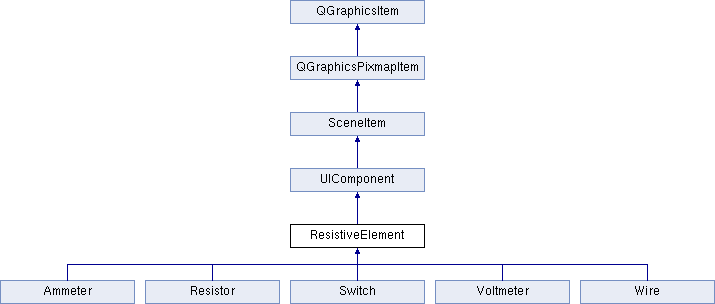 QGraphicsItem
QGraphicsPixmapItem
SceneItem
UIComponent
ResistiveElement
Ammeter Resistor Switch Voltmeter Wire